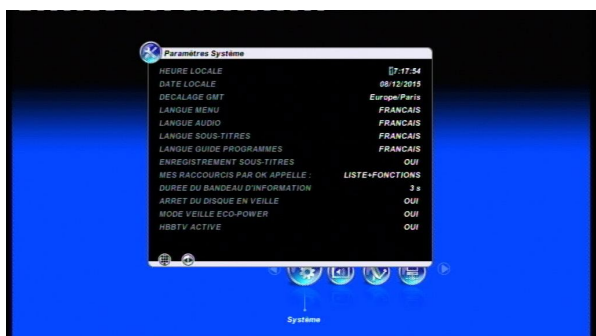 Paramètres Système
HEURE LOCALE 17:17:54
DATE LOCALE 08/12/2015
DECALAGE GMT Europe/Paris
LANGUE MENU FRANCAIS
LANGUE AUDIO FRANCAIS
LANGUE SOUS-TITRES FRANCAIS
LANGUE GUIDE PROGRAMMES FRANCAIS
ENREGISTREMENT SOUS-TITRES OUI
MES RACCOURCIS PAR OK APPELLE : LISTE+FONCTIONS
DUREE DU BANDEAU D'INFORMATION 3 s
ARRET DU DISQUE EN VEILLE OUI
MODE VEILLE ECO-POWER OUI
HBBTV ACTIVE OUI
Système